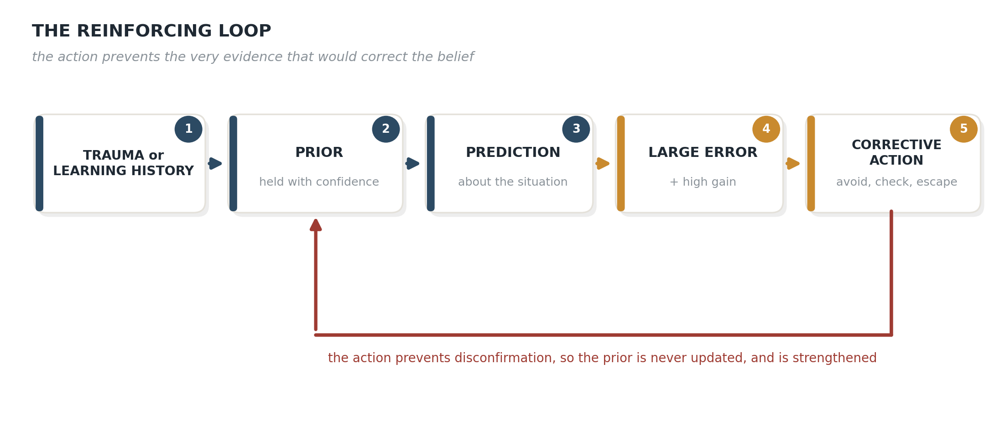 THE REINFORCING LOOP
the action prevents the very evidence that would correct the belief
1
TRAUMA or
LEARNING HISTORY
2
PRIOR
held with confidence
3
PREDICTION
about the situation
4
LARGE ERROR
+ high gain
5
CORRECTIVE
ACTION
avoid, check, escape
the action prevents disconfirmation, so the prior is never updated, and is strengthened